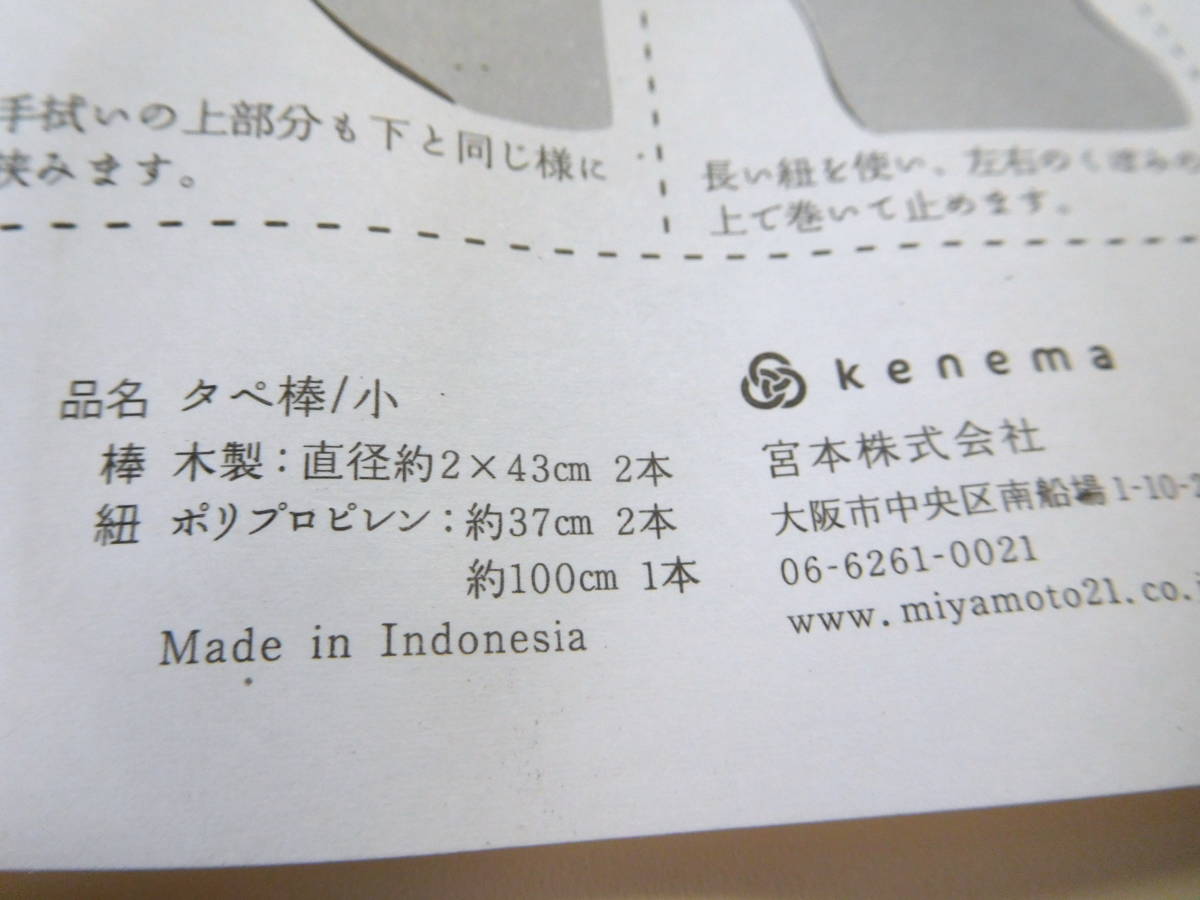 手拭いの上部分も下と同じ様に
挟みます。
長い紐を使い、左右のくぼみの
上で巻いて止めます。
品名 タペ棒/小
棒 木製：直径約2×43cm 2本
紐 ポリプロピレン：約37cm 2本
約100cm 1本
Made in Indonesia
kenema
宮本株式会社
大阪市中央区南船場1-10-2
06-6261-0021
www.miyamoto21.co.j